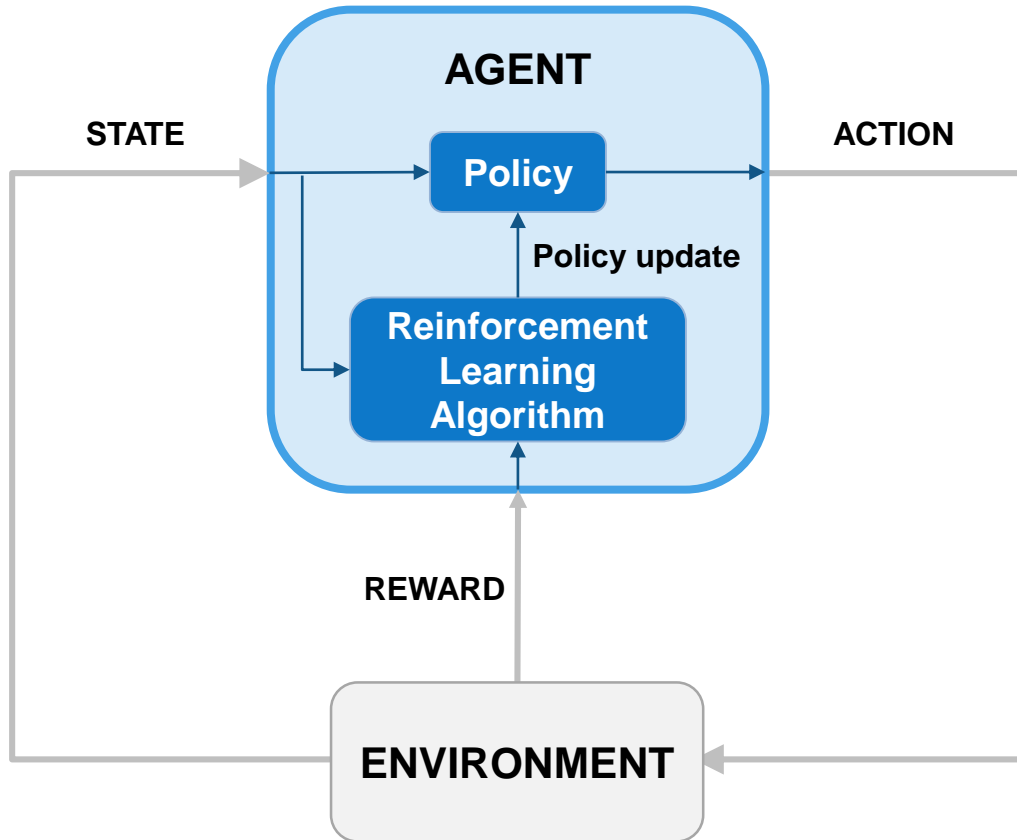 AGENT
STATE
ACTION
Policy
Policy update
Reinforcement
Learning
Algorithm
REWARD
ENVIRONMENT